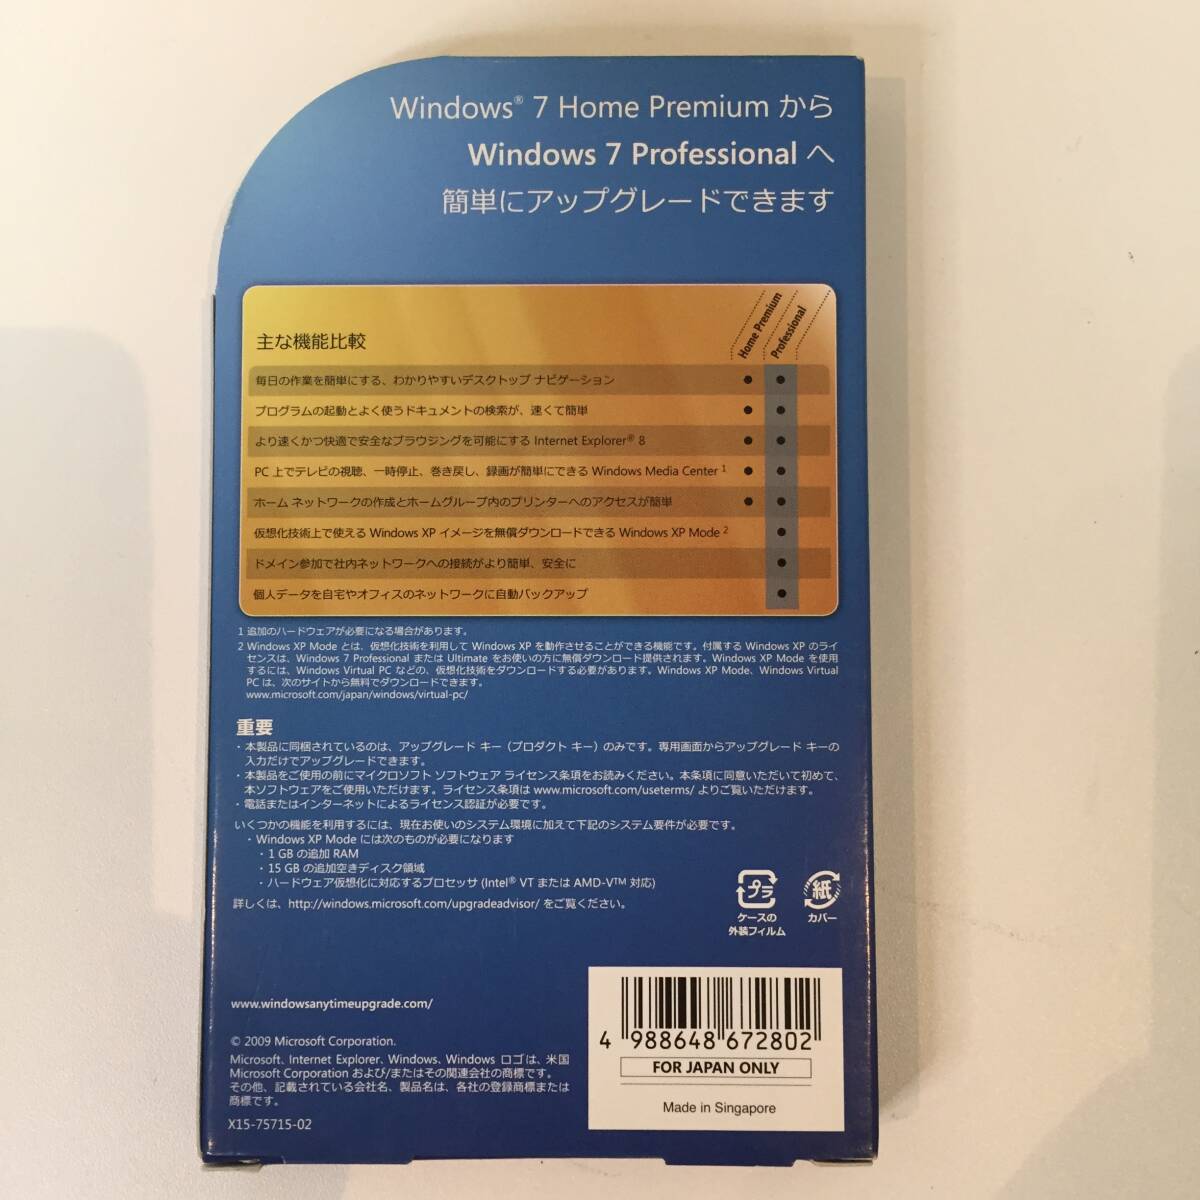 Windows® 7 Home Premium から
Windows 7 Professional へ
簡単にアップグレードできます
主な機能比較
Home Premium
Professional
毎日の作業を簡単にする、わかりやすいデスクトップ ナビゲーション ● ●
プログラムの起動とよく使うドキュメントの検索が、速くて簡単 ● ●
より速くかつ快適で安全なブラウジングを可能にする Internet Explorer® 8 ● ●
PC 上でテレビの視聴、一時停止、巻き戻し、録画が簡単にできる Windows Media Center 1 ● ●
ホーム ネットワークの作成とホームグループ内のプリンターへのアクセスが簡単 ● ●
仮想化技術上で使える Windows XP イメージを無償ダウンロードできる Windows XP Mode 2 ●
ドメイン参加で社内ネットワークへの接続がより簡単、安全に ●
個人データを自宅やオフィスのネットワークに自動バックアップ ●
1 追加のハードウェアが必要になる場合があります。
2 Windows XP Mode とは、仮想化技術を利用して Windows XP を動作させることができる機能です。付属する Windows XP のライ
センスは、Windows 7 Professional または Ultimate をお使いの方に無償ダウンロード提供されます。Windows XP Mode を使用
するには、Windows Virtual PC などの、仮想化技術をダウンロードする必要があります。Windows XP Mode、Windows Virtual
PC は、次のサイトから無料でダウンロードできます。
www.microsoft.com/japan/windows/virtual-pc/
重要
・本製品に同梱されているのは、アップグレード キー（プロダクト キー）のみです。専用画面からアップグレード キーの
入力だけでアップグレードできます。
・本製品をご使用の前にマイクロソフト ソフトウェア ライセンス条項をお読みください。本条項に同意いただいて初めて、
本ソフトウェアをご使用いただけます。ライセンス条項は www.microsoft.com/useterms/ よりご覧いただけます。
・電話またはインターネットによるライセンス認証が必要です。
いくつかの機能を利用するには、現在お使いのシステム環境に加えて下記のシステム要件が必要です。
・Windows XP Mode には次のものが必要になります
・1 GB の追加 RAM
・15 GB の追加空きディスク領域
・ハードウェア仮想化に対応するプロセッサ (Intel® VT または AMD-V™ 対応)
詳しくは、http://windows.microsoft.com/upgradeadvisor/ をご覧ください。
プラ
ケースの
外装フィルム
紙
カバー
www.windowsanytimeupgrade.com/
© 2009 Microsoft Corporation.
Microsoft、Internet Explorer、Windows、Windows ロゴは、米国
Microsoft Corporation および/またはその関連会社の商標です。
その他、記載されている会社名、製品名は、各社の登録商標または
商標です。
X15-75715-02
4 988648 672802
FOR JAPAN ONLY
Made in Singapore